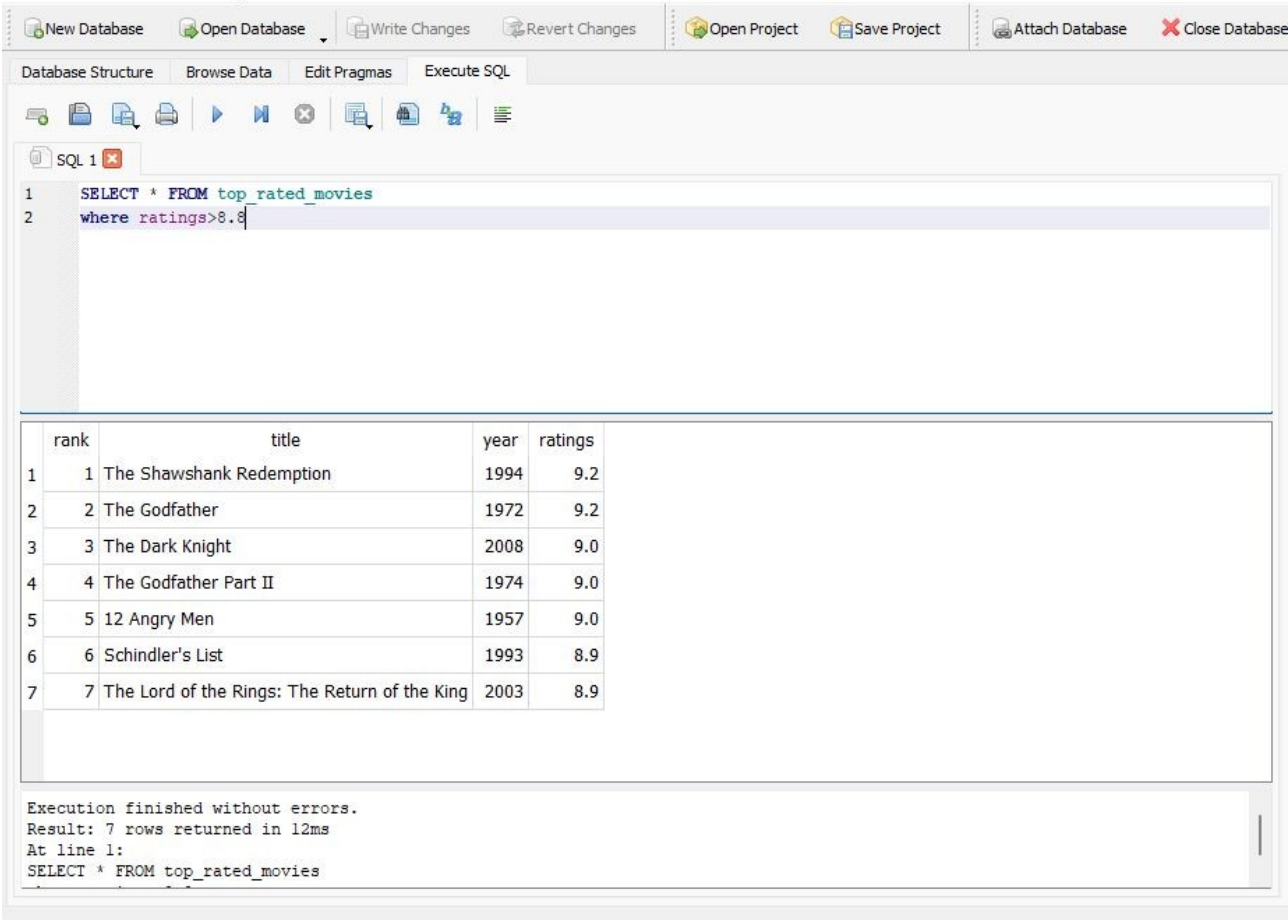 New Database Open Database Write Changes Revert Changes Open Project Save Project Attach Database Close Database
Database Structure Browse Data Edit Pragmas Execute SQL
SQL 1
1 SELECT * FROM top_rated_movies
2 where ratings>8.8
rank title year ratings
1 1 The Shawshank Redemption 1994 9.2
2 2 The Godfather 1972 9.2
3 3 The Dark Knight 2008 9.0
4 4 The Godfather Part II 1974 9.0
5 5 12 Angry Men 1957 9.0
6 6 Schindler's List 1993 8.9
7 7 The Lord of the Rings: The Return of the King 2003 8.9
Execution finished without errors.
Result: 7 rows returned in 12ms
At line 1:
SELECT * FROM top_rated_movies